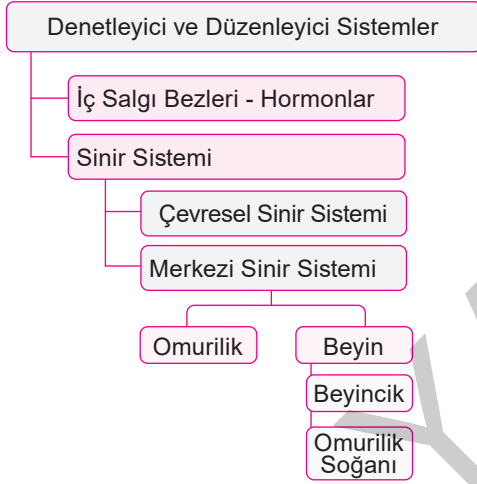 Denetleyici ve Düzenleyici Sistemler
İç Salgı Bezleri - Hormonlar
Sinir Sistemi
Çevresel Sinir Sistemi
Merkezi Sinir Sistemi
Omurilik
Beyin
Beyincik
Omurilik
Soğanı